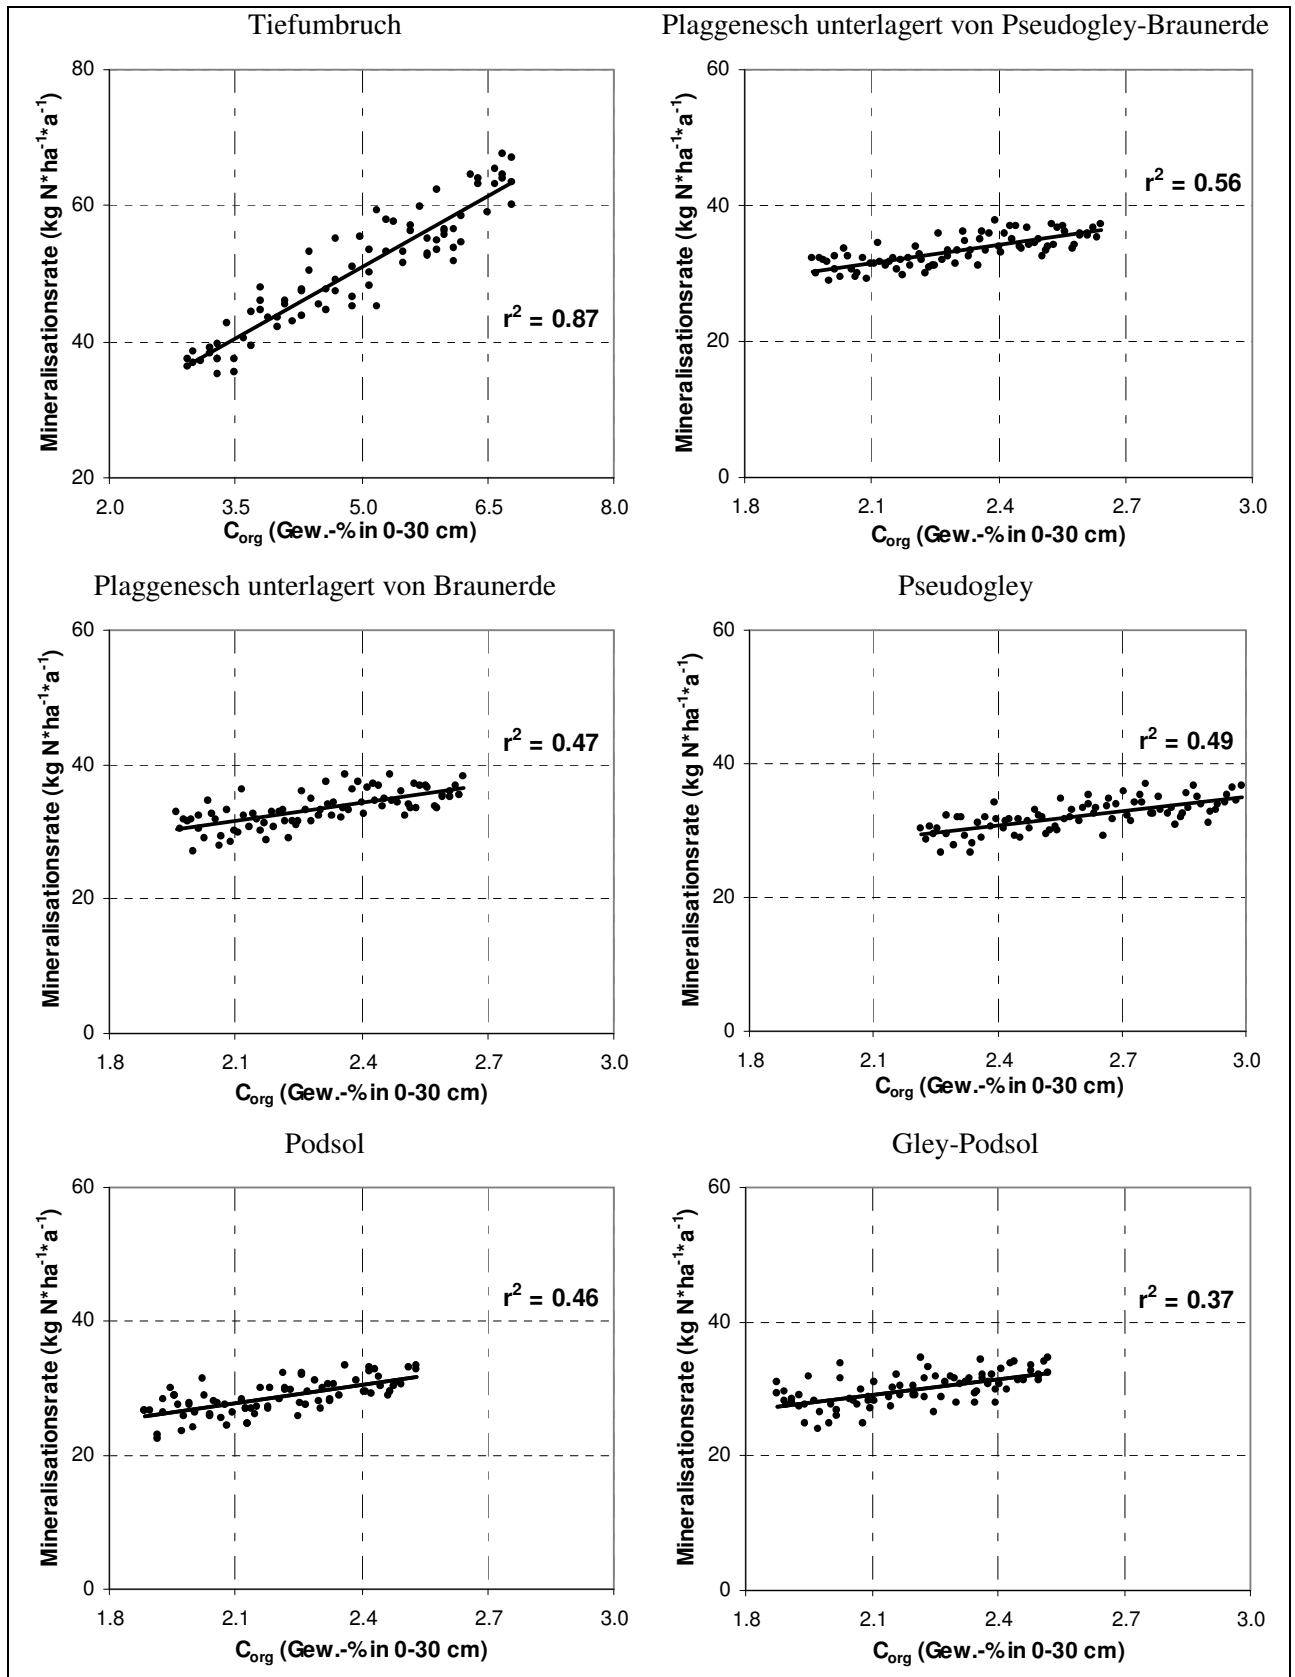 Tiefumbruch
Mineralisationsrate (kg N*ha⁻¹*a⁻¹)
80
60
40
20
r² = 0.87
2.0 3.5 5.0 6.5 8.0
C_org (Gew.-% in 0-30 cm)
Plaggenesch unterlagert von Pseudogley-Braunerde
Mineralisationsrate (kg N*ha⁻¹*a⁻¹)
60
40
20
0
r² = 0.56
1.8 2.1 2.4 2.7 3.0
C_org (Gew.-% in 0-30 cm)
Plaggenesch unterlagert von Braunerde
Mineralisationsrate (kg N*ha⁻¹*a⁻¹)
60
40
20
0
r² = 0.47
1.8 2.1 2.4 2.7 3.0
C_org (Gew.-% in 0-30 cm)
Pseudogley
Mineralisationsrate (kg N*ha⁻¹*a⁻¹)
60
40
20
0
r² = 0.49
1.8 2.1 2.4 2.7 3.0
C_org (Gew.-% in 0-30 cm)
Podsol
Mineralisationsrate (kg N*ha⁻¹*a⁻¹)
60
40
20
0
r² = 0.46
1.8 2.1 2.4 2.7 3.0
C_org (Gew.-% in 0-30 cm)
Gley-Podsol
Mineralisationsrate (kg N*ha⁻¹*a⁻¹)
60
40
20
0
r² = 0.37
1.8 2.1 2.4 2.7 3.0
C_org (Gew.-% in 0-30 cm)